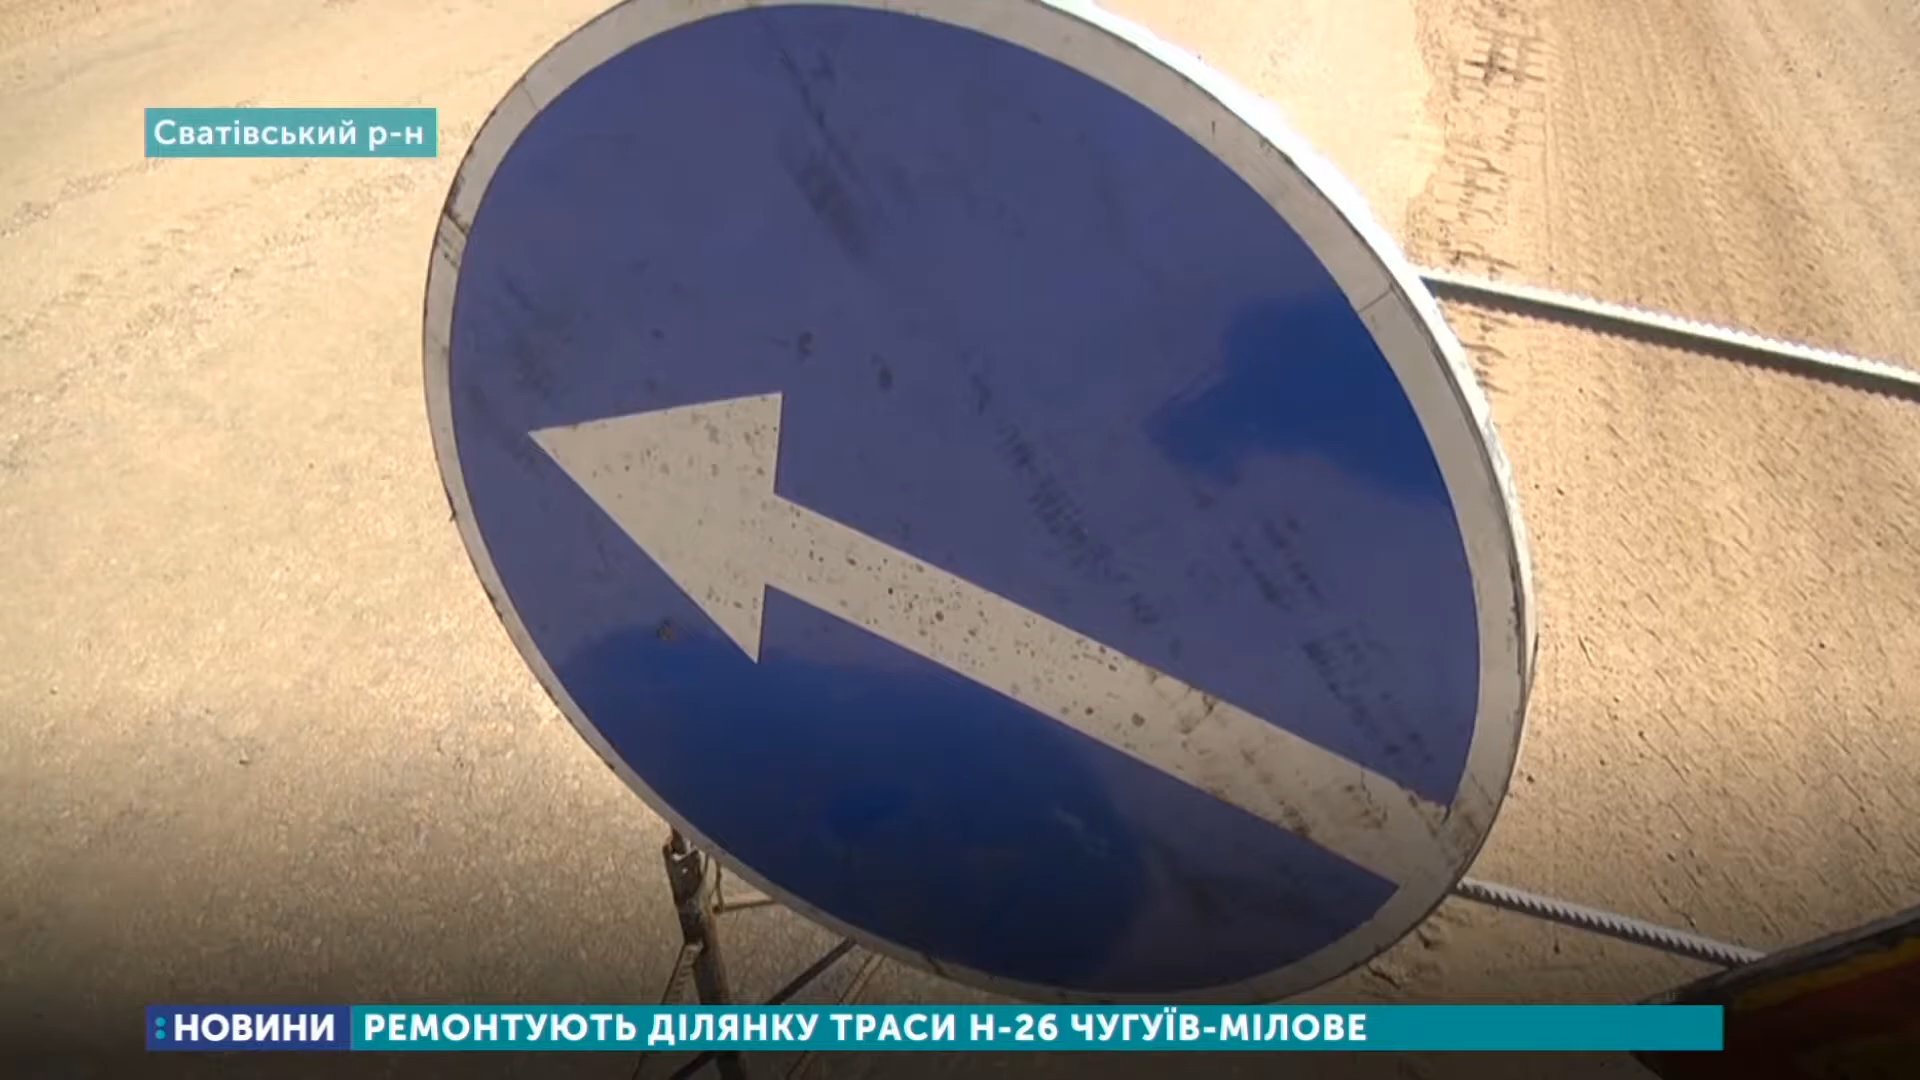 Сватівський р-н
:НОВИНИ РЕМОНТУЮТЬ ДІЛЯНКУ ТРАСИ Н-26 ЧУГУЇВ-МІЛОВЕ